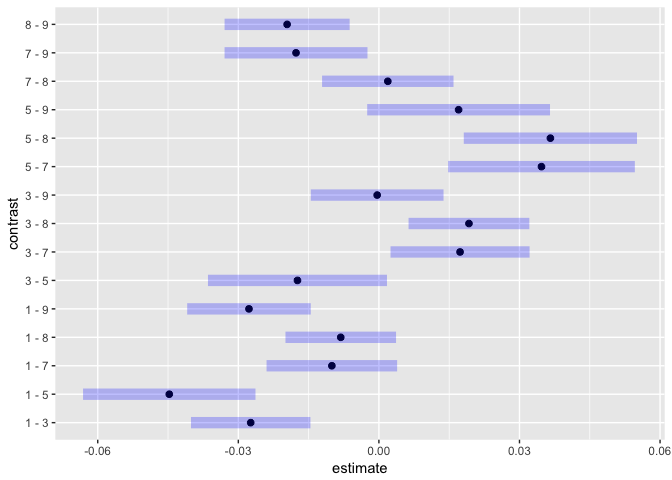 8 - 9
7 - 9
7 - 8
5 - 9
5 - 8
5 - 7
3 - 9
3 - 8
3 - 7
3 - 5
1 - 9
1 - 8
1 - 7
1 - 5
1 - 3
contrast
-0.06 -0.03 0.00 0.03 0.06
estimate